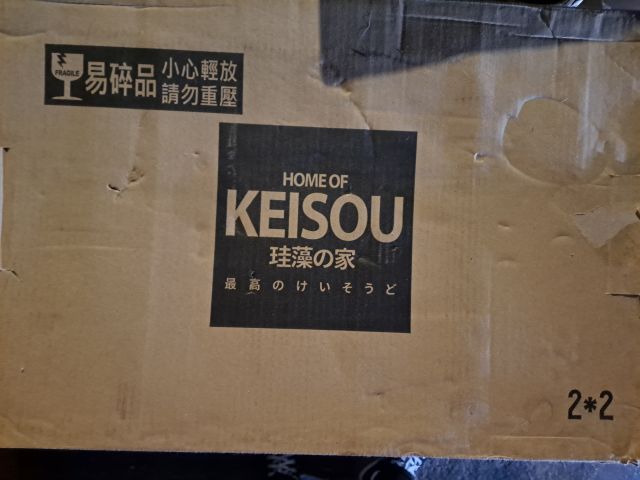 FRAGILE
易碎品
小心輕放
請勿重壓
HOME OF
KEISOU
珪藻の家
最高のけいそうど
2*2